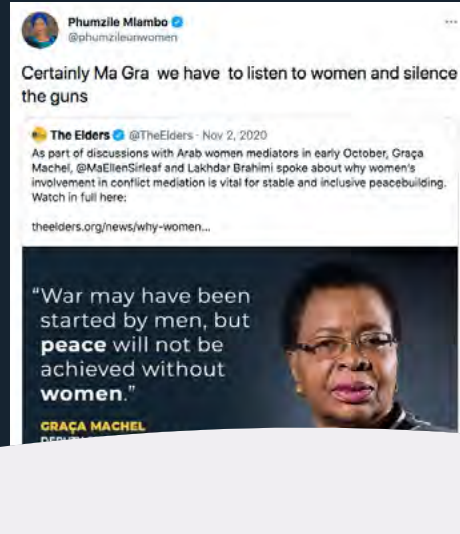 Phumzile Mlambo
@phumzileunwomen
Certainly Ma Gra we have to listen to women and silence
the guns
The Elders @TheElders · Nov 2, 2020
As part of discussions with Arab women mediators in early October, Graça
Machel, @MaEllenSirleaf and Lakhdar Brahimi spoke about why women's
involvement in conflict mediation is vital for stable and inclusive peacebuilding.
Watch in full here:
theelders.org/news/why-women...
“War may have been
started by men, but
peace will not be
achieved without
women.”
GRAÇA MACHEL